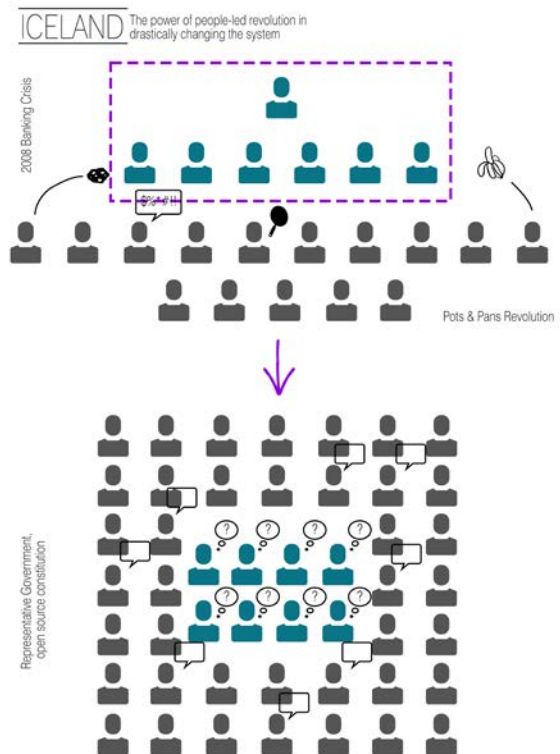 ICELAND
The power of people-led revolution in
drastically changing the system
2008 Banking Crisis
$%*#!!
Pots & Pans Revolution
Representative Government,
open source constitution
? ? ? ?
? ? ? ?